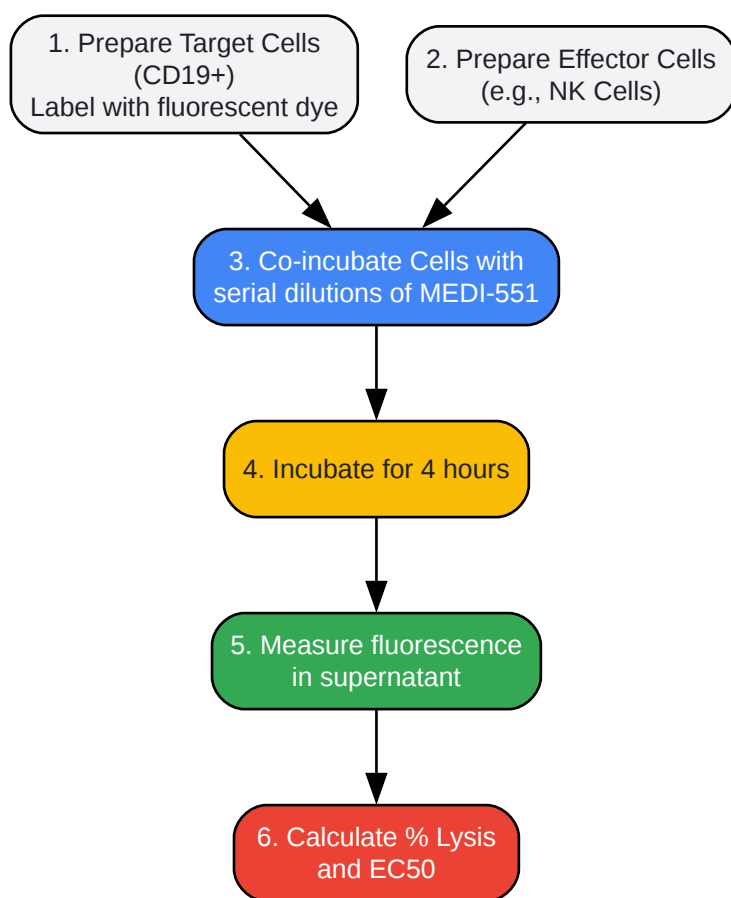 1. Prepare Target Cells
(CD19+)
Label with fluorescent dye
2. Prepare Effector Cells
(e.g., NK Cells)
3. Co-incubate Cells with
serial dilutions of MEDI-551
4. Incubate for 4 hours
5. Measure fluorescence
in supernatant
6. Calculate % Lysis
and EC50